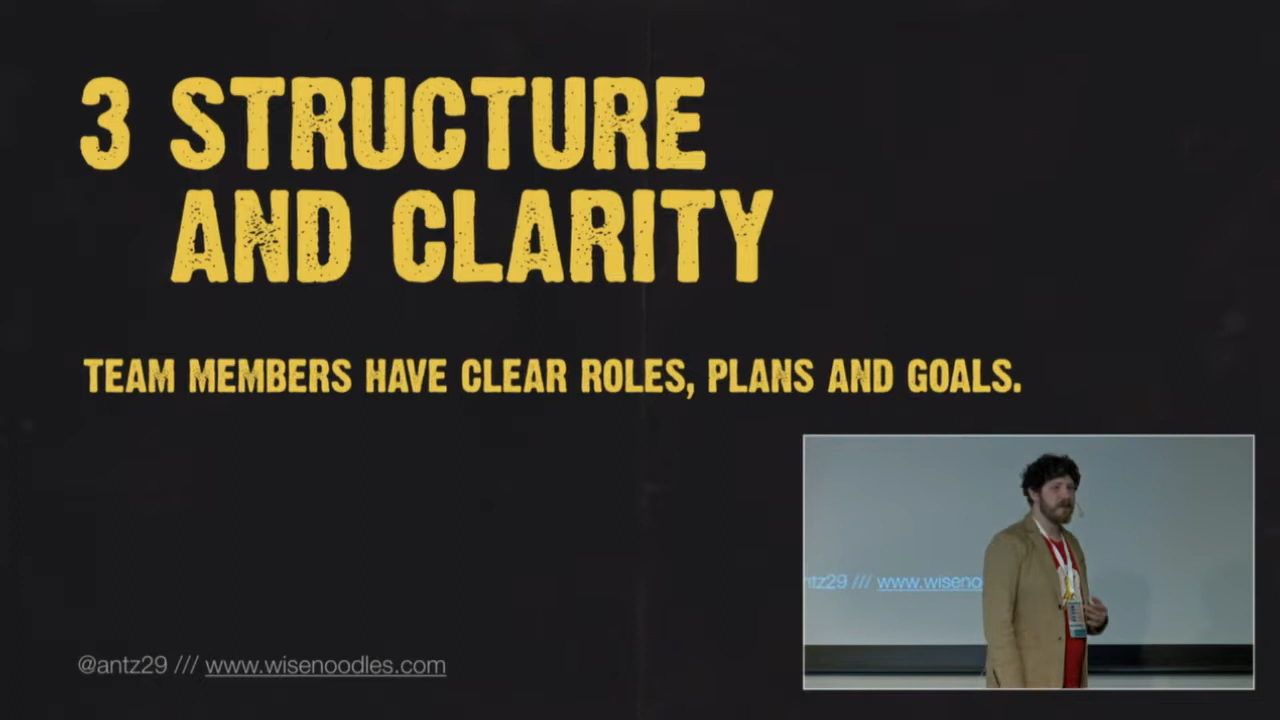 3 STRUCTURE
AND CLARITY
TEAM MEMBERS HAVE CLEAR ROLES, PLANS AND GOALS.
ntz29 /// www.wiseno
@antz29 /// www.wisenoodles.com